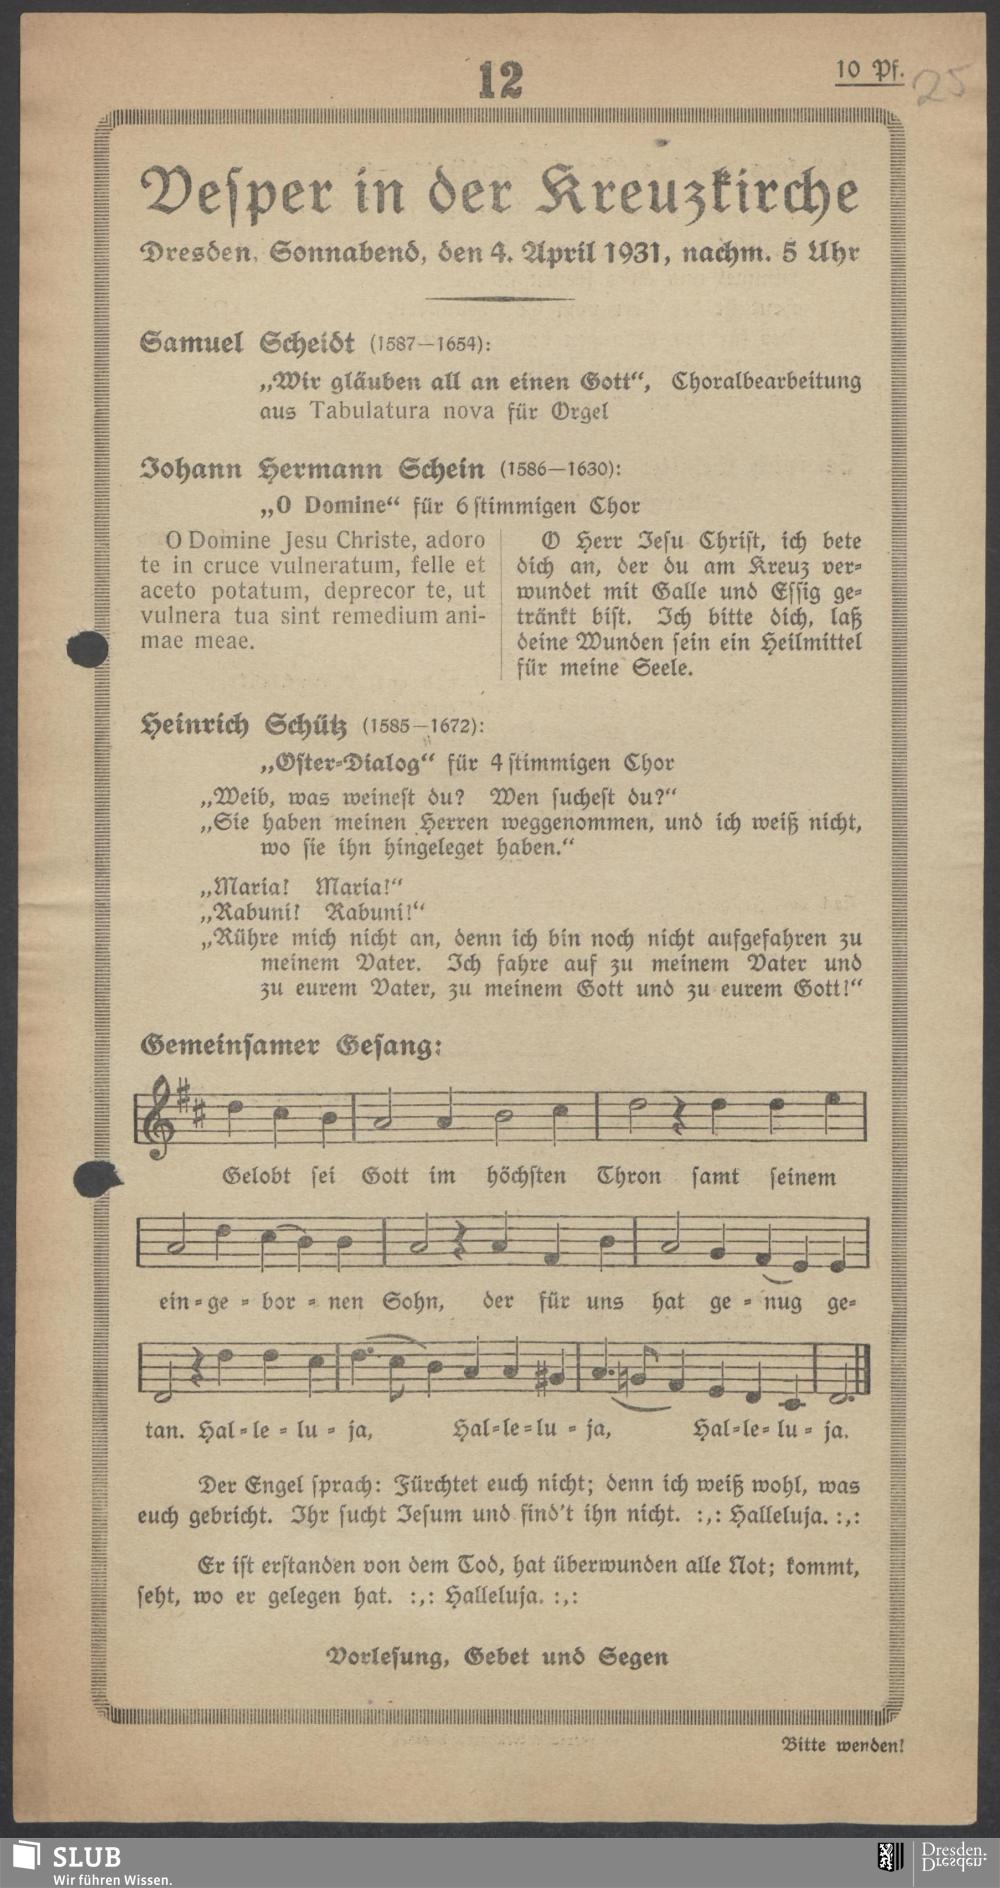 12
10 Pf.
25
Vesper in der Kreuzkirche
Dresden, Sonnabend, den 4. April 1931, nachm. 5 Uhr
Samuel Scheidt (1587—1654):
„Wir gläuben all an einen Gott“, Choralbearbeitung
aus Tabulatura nova für Orgel
Johann Hermann Schein (1586—1630):
„O Domine“ für 6 stimmigen Chor
O Domine Jesu Christe, adoro
te in cruce vulneratum, felle et
aceto potatum, deprecor te, ut
vulnera tua sint remedium ani-
mae meae.
O Herr Jesu Christ, ich bete
dich an, der du am Kreuz ver-
wundet mit Galle und Essig ge-
tränkt bist. Ich bitte dich, laß
deine Wunden sein ein Heilmittel
für meine Seele.
Heinrich Schütz (1585—1672):
„Oster-Dialog“ für 4 stimmigen Chor
„Weib, was weinest du? Wen suchest du?“
„Sie haben meinen Herren weggenommen, und ich weiß nicht,
wo sie ihn hingeleget haben.“
„Maria! Maria!“
„Rabuni! Rabuni!“
„Rühre mich nicht an, denn ich bin noch nicht aufgefahren zu
meinem Vater. Ich fahre auf zu meinem Vater und
zu eurem Vater, zu meinem Gott und zu eurem Gott!“
Gemeinsamer Gesang:
Gelobt sei Gott im höchsten Thron samt seinem
ein-ge-bor-nen Sohn, der für uns hat ge-nug ge-
tan. Hal-le-lu-ja, Hal-le-lu-ja, Hal-le-lu-ja.
Der Engel sprach: Fürchtet euch nicht; denn ich weiß wohl, was
euch gebricht. Ihr sucht Jesum und find't ihn nicht. :,: Halleluja. :,:
Er ist erstanden von dem Tod, hat überwunden alle Not; kommt,
seht, wo er gelegen hat. :,: Halleluja. :,:
Vorlesung, Gebet und Segen
Bitte wenden!
SLUB
Wir führen Wissen.
Dresden.
Dresden.